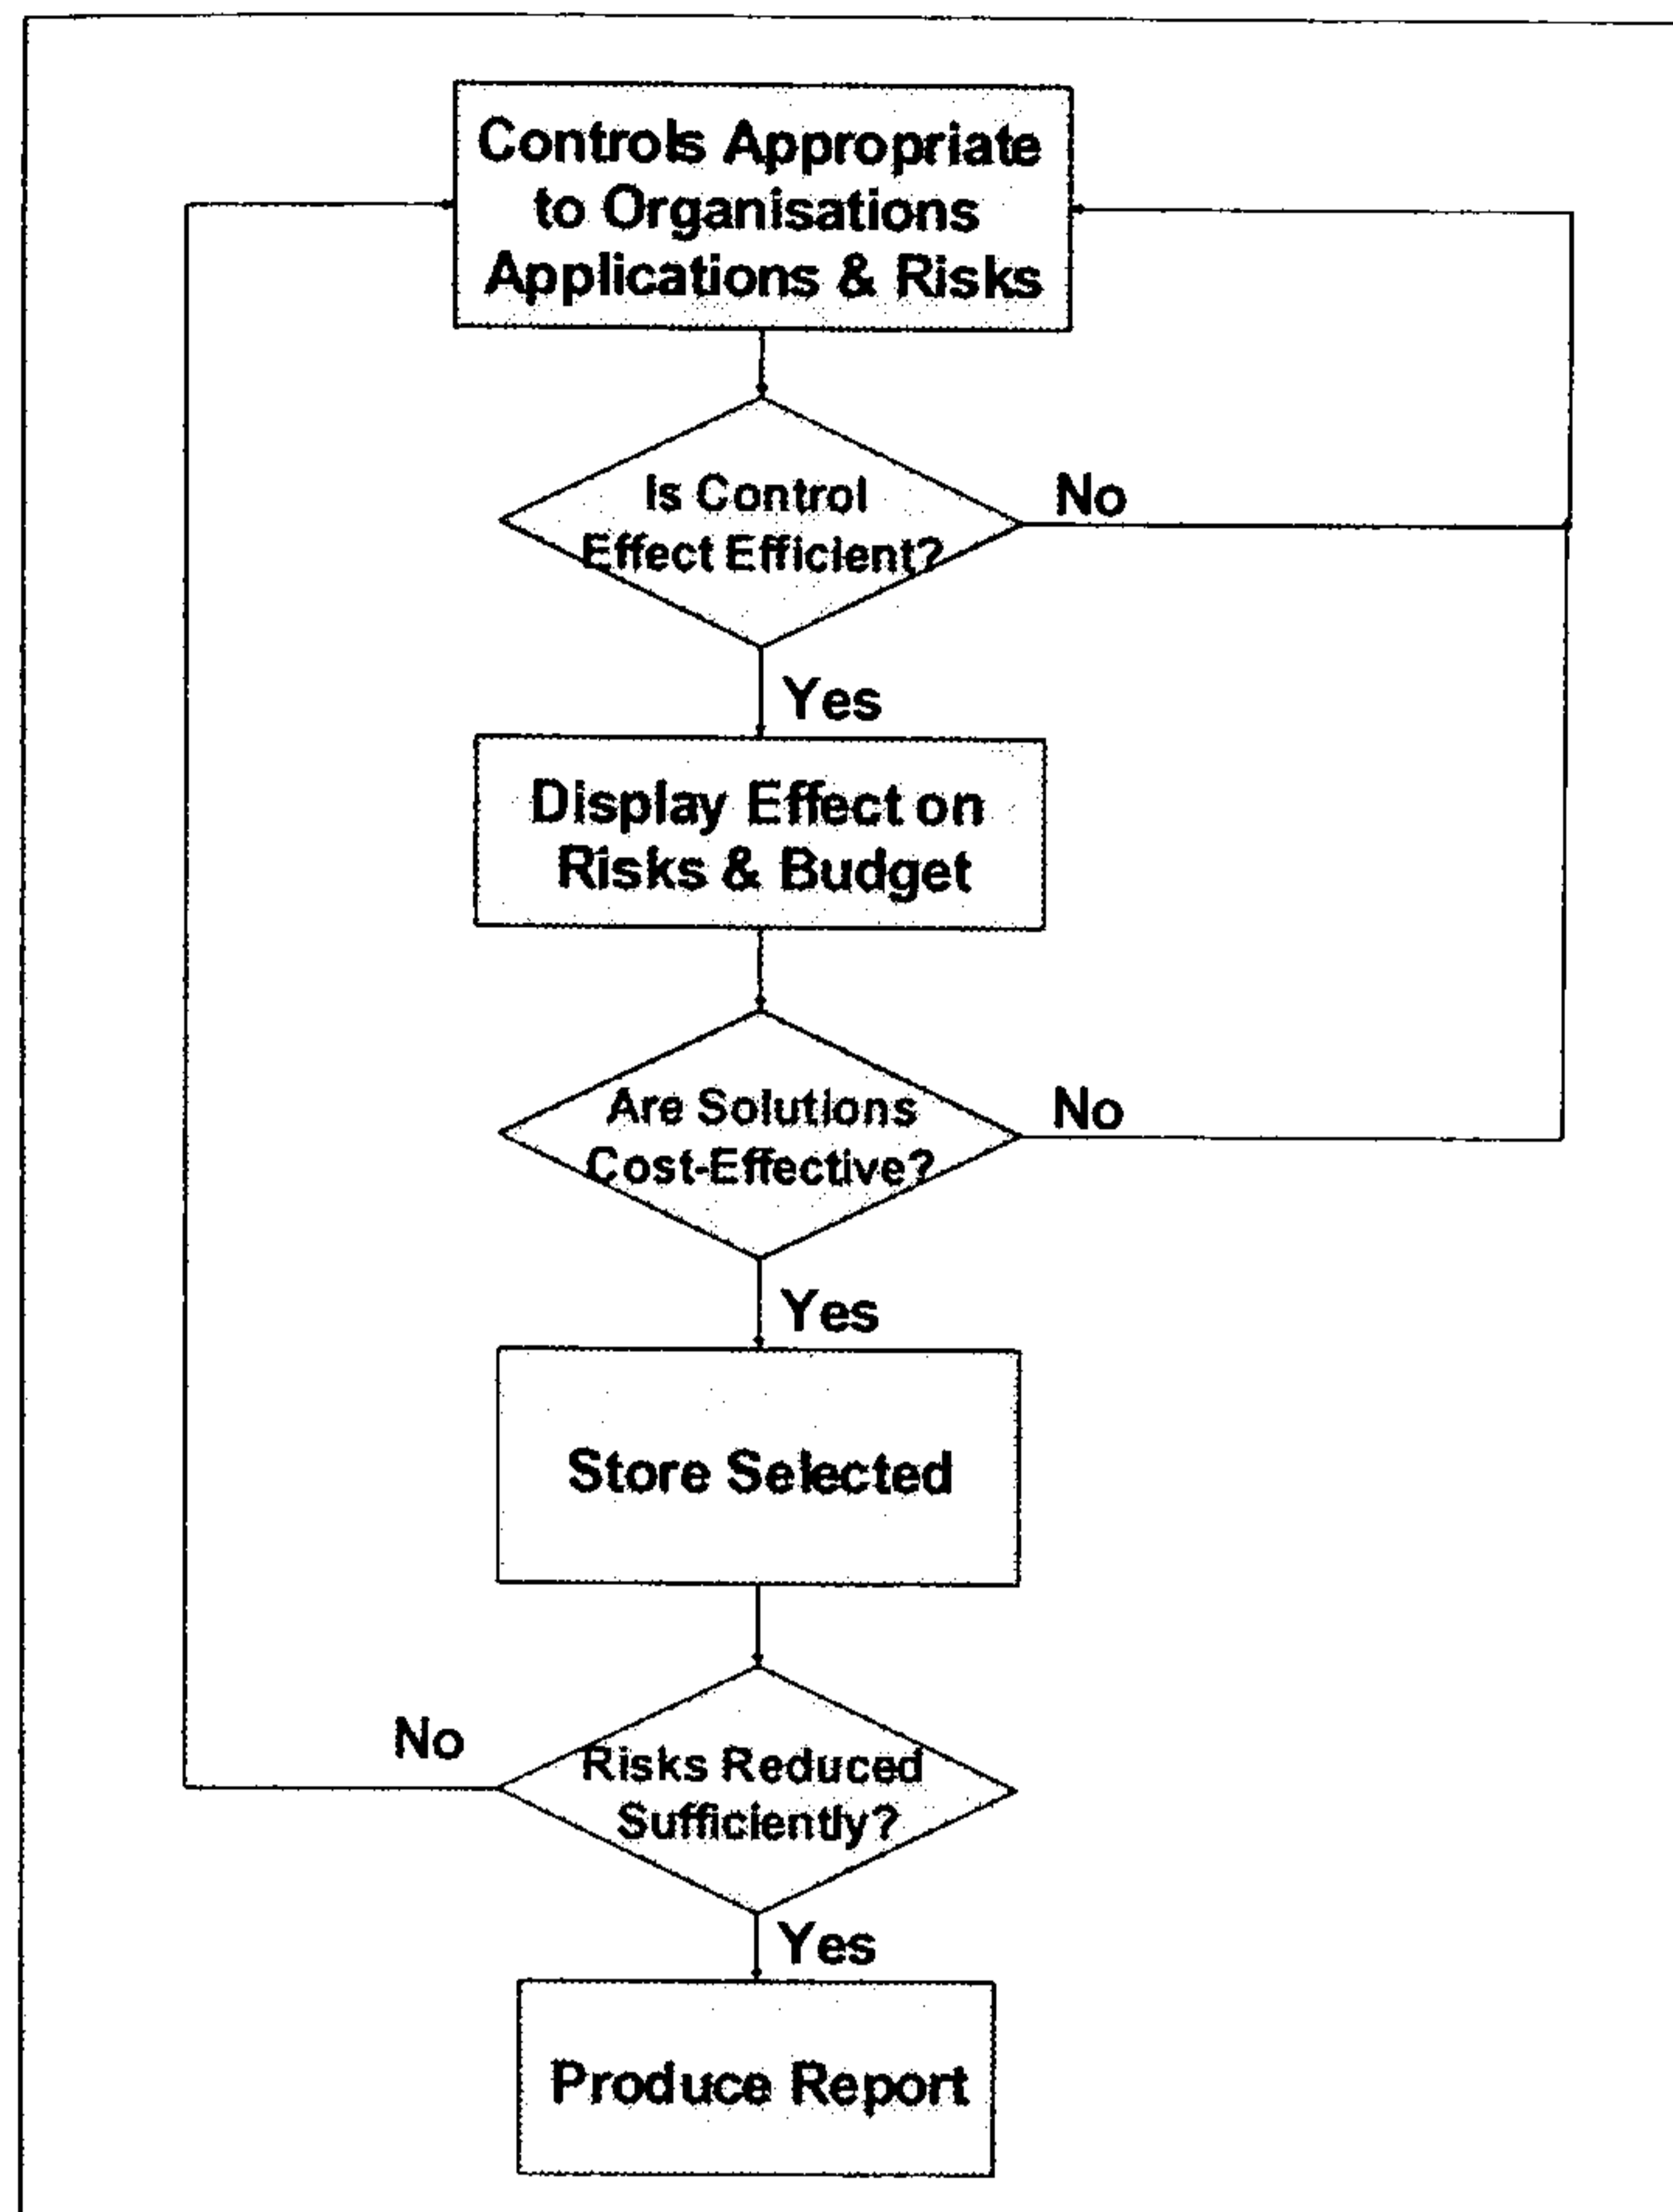 Controls Appropriate
to Organisations
Applications & Risks
Is Control
Effect Efficient?
No
Yes
Display Effect on
Risks & Budget
Are Solutions
Cost-Effective?
No
Yes
Store Selected
No
Risks Reduced
Sufficiently?
Yes
Produce Report